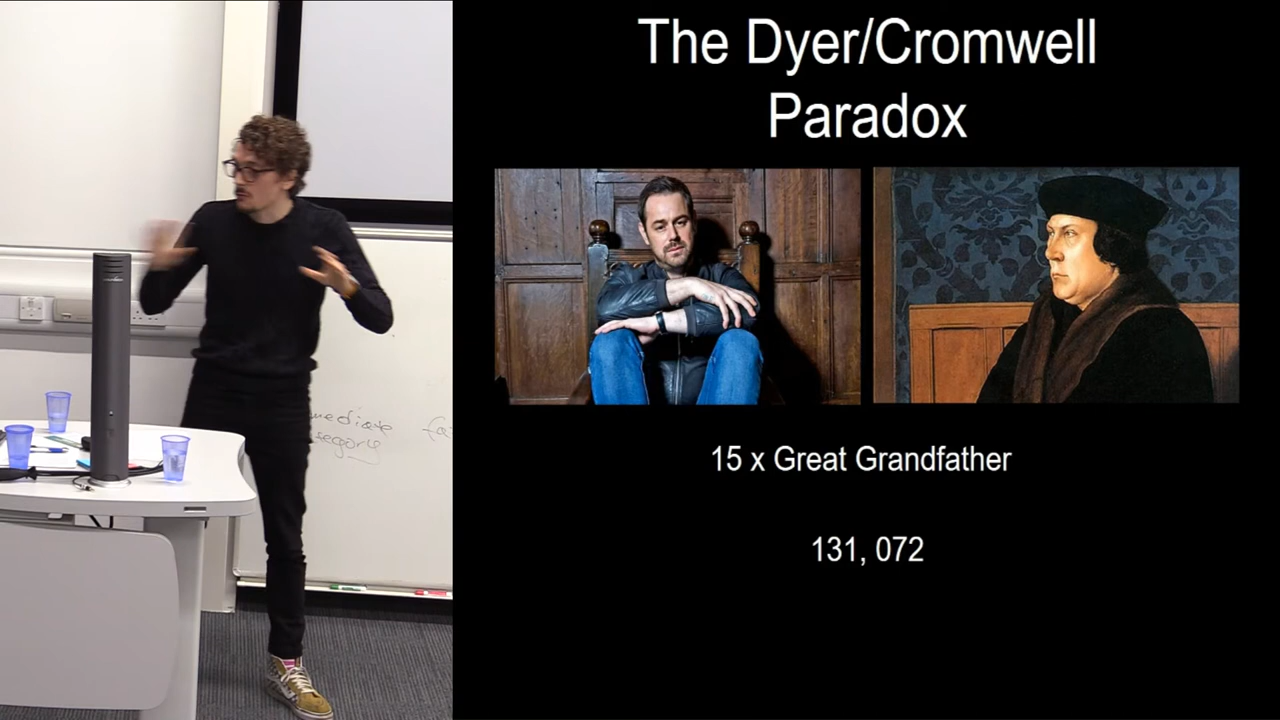 The Dyer/Cromwell
Paradox
15 x Great Grandfather
131, 072